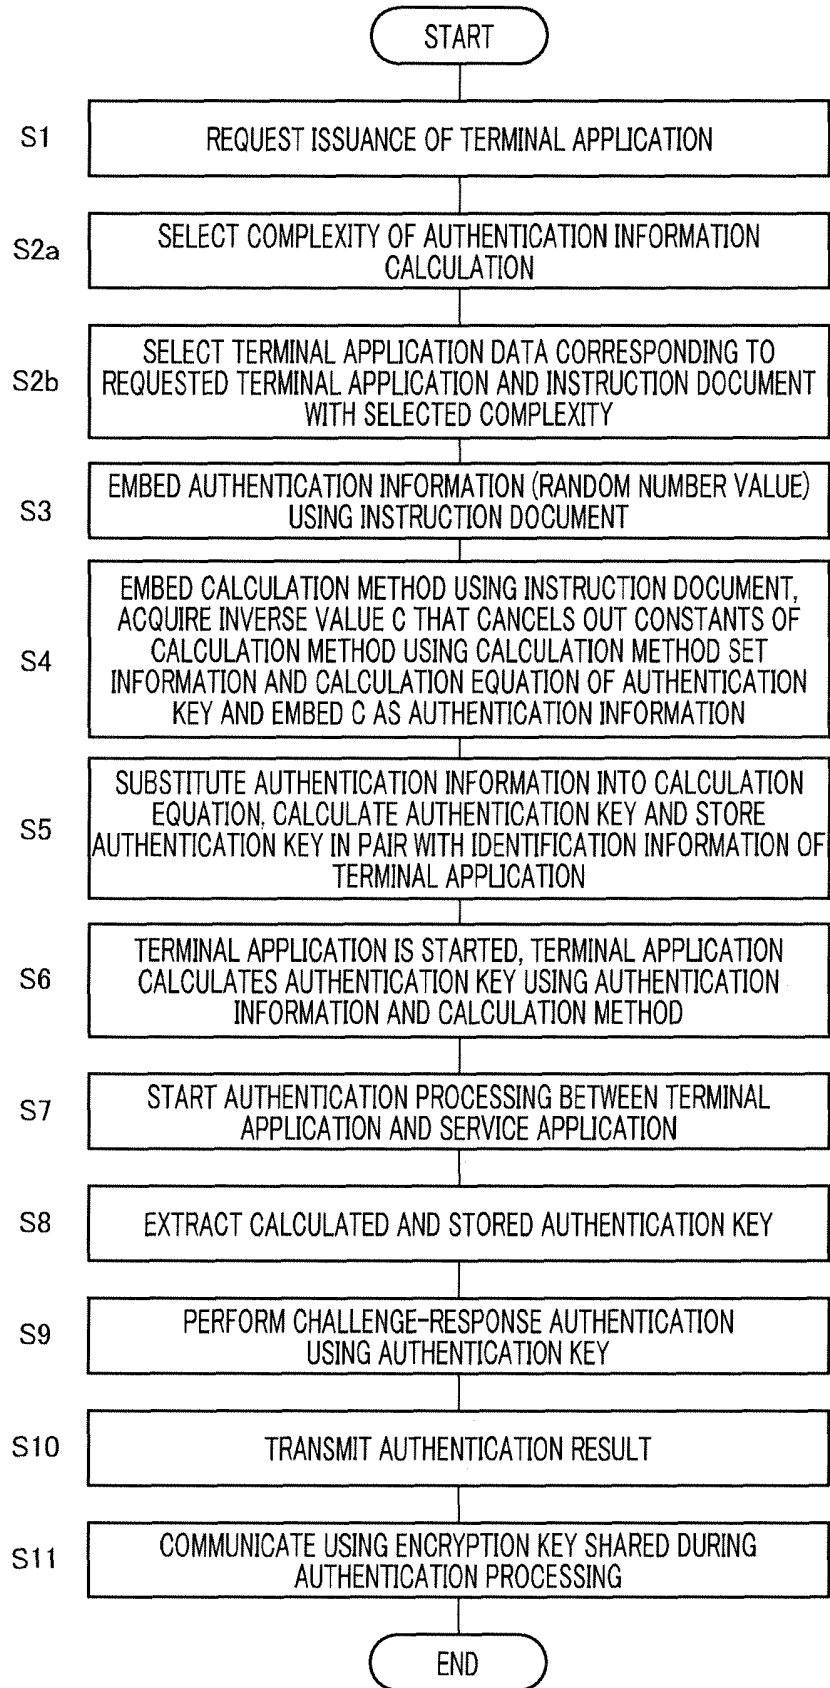 START
S1
REQUEST ISSUANCE OF TERMINAL APPLICATION
S2a
SELECT COMPLEXITY OF AUTHENTICATION INFORMATION
CALCULATION
S2b
SELECT TERMINAL APPLICATION DATA CORRESPONDING TO
REQUESTED TERMINAL APPLICATION AND INSTRUCTION DOCUMENT
WITH SELECTED COMPLEXITY
S3
EMBED AUTHENTICATION INFORMATION (RANDOM NUMBER VALUE)
USING INSTRUCTION DOCUMENT
S4
EMBED CALCULATION METHOD USING INSTRUCTION DOCUMENT,
ACQUIRE INVERSE VALUE C THAT CANCELS OUT CONSTANTS OF
CALCULATION METHOD USING CALCULATION METHOD SET
INFORMATION AND CALCULATION EQUATION OF AUTHENTICATION
KEY AND EMBED C AS AUTHENTICATION INFORMATION
S5
SUBSTITUTE AUTHENTICATION INFORMATION INTO CALCULATION
EQUATION, CALCULATE AUTHENTICATION KEY AND STORE
AUTHENTICATION KEY IN PAIR WITH IDENTIFICATION INFORMATION OF
TERMINAL APPLICATION
S6
TERMINAL APPLICATION IS STARTED, TERMINAL APPLICATION
CALCULATES AUTHENTICATION KEY USING AUTHENTICATION
INFORMATION AND CALCULATION METHOD
S7
START AUTHENTICATION PROCESSING BETWEEN TERMINAL
APPLICATION AND SERVICE APPLICATION
S8
EXTRACT CALCULATED AND STORED AUTHENTICATION KEY
S9
PERFORM CHALLENGE-RESPONSE AUTHENTICATION
USING AUTHENTICATION KEY
S10
TRANSMIT AUTHENTICATION RESULT
S11
COMMUNICATE USING ENCRYPTION KEY SHARED DURING
AUTHENTICATION PROCESSING
END